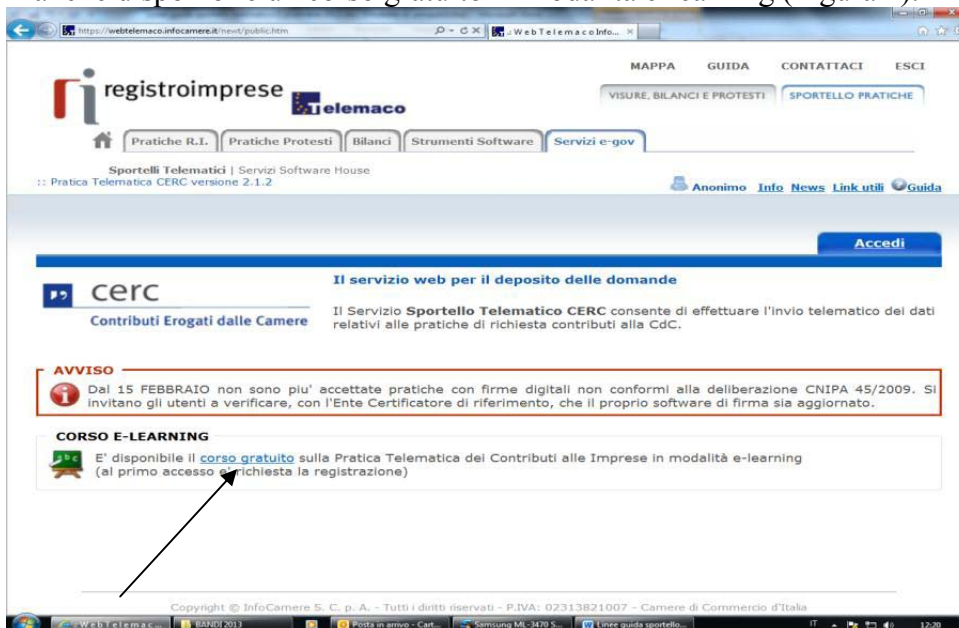 https://webtelemaco.infocamere.it/newt/public.htm
MAPPA GUIDA CONTATTACI ESCI
registroimprese
Telemaco
VISURE, BILANCI E PROTESTI SPORTELLO PRATICHE
Pratiche R.I. Pratiche Protesti Bilanci Strumenti Software Servizi e-gov
Sportelli Telematici | Servizi Software House
:: Pratica Telematica CERC versione 2.1.2
Anonimo Info News Link utili Guida
Accedi
cerc
Contributi Erogati dalle Camere
Il servizio web per il deposito delle domande
Il Servizio Sportello Telematico CERC consente di effettuare l'invio telematico dei dati
relativi alle pratiche di richiesta contributi alla CdC.
AVVISO
Dal 15 FEBBRAIO non sono piu' accettate pratiche con firme digitali non conformi alla deliberazione CNIPA 45/2009. Si
invitano gli utenti a verificare, con l'Ente Certificatore di riferimento, che il proprio software di firma sia aggiornato.
CORSO E-LEARNING
E' disponibile il corso gratuito sulla Pratica Telematica dei Contributi alle Imprese in modalità e-learning
(al primo accesso e' richiesta la registrazione)
Copyright © InfoCamere S. C. p. A. - Tutti i diritti riservati - P.IVA: 02313821007 - Camere di Commercio d'Italia
WebTelemac... BANDI 2013 Posta in arrivo - Cart... Samsung ML-3470 S... Linee guida sportello... IT 12:20